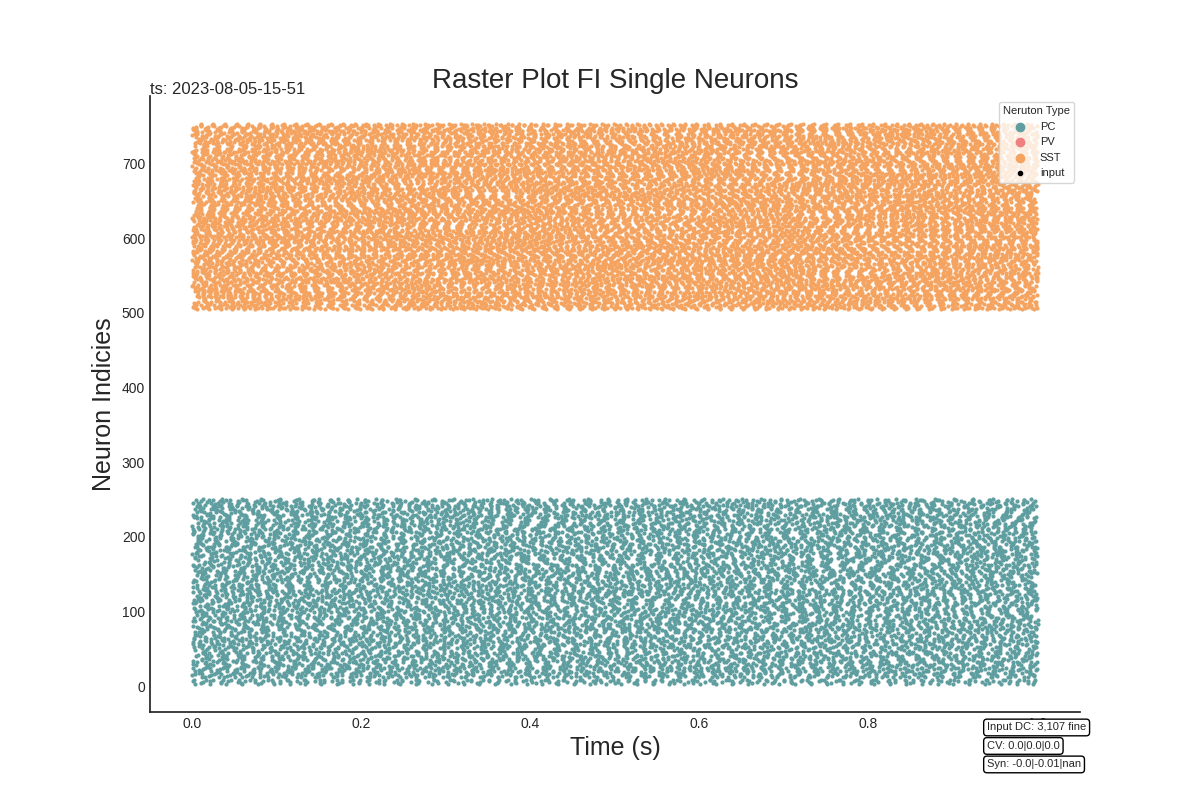 Raster Plot FI Single Neurons
ts: 2023-08-05-15-51
Neruton Type
PC
PV
SST
input
Neuron Indicies
700
600
500
400
300
200
100
0
0.0
0.2
0.4
0.6
0.8
Time (s)
Input DC: 3,107 fine
CV: 0.0|0.0|0.0
Syn: -0.0|-0.01|nan